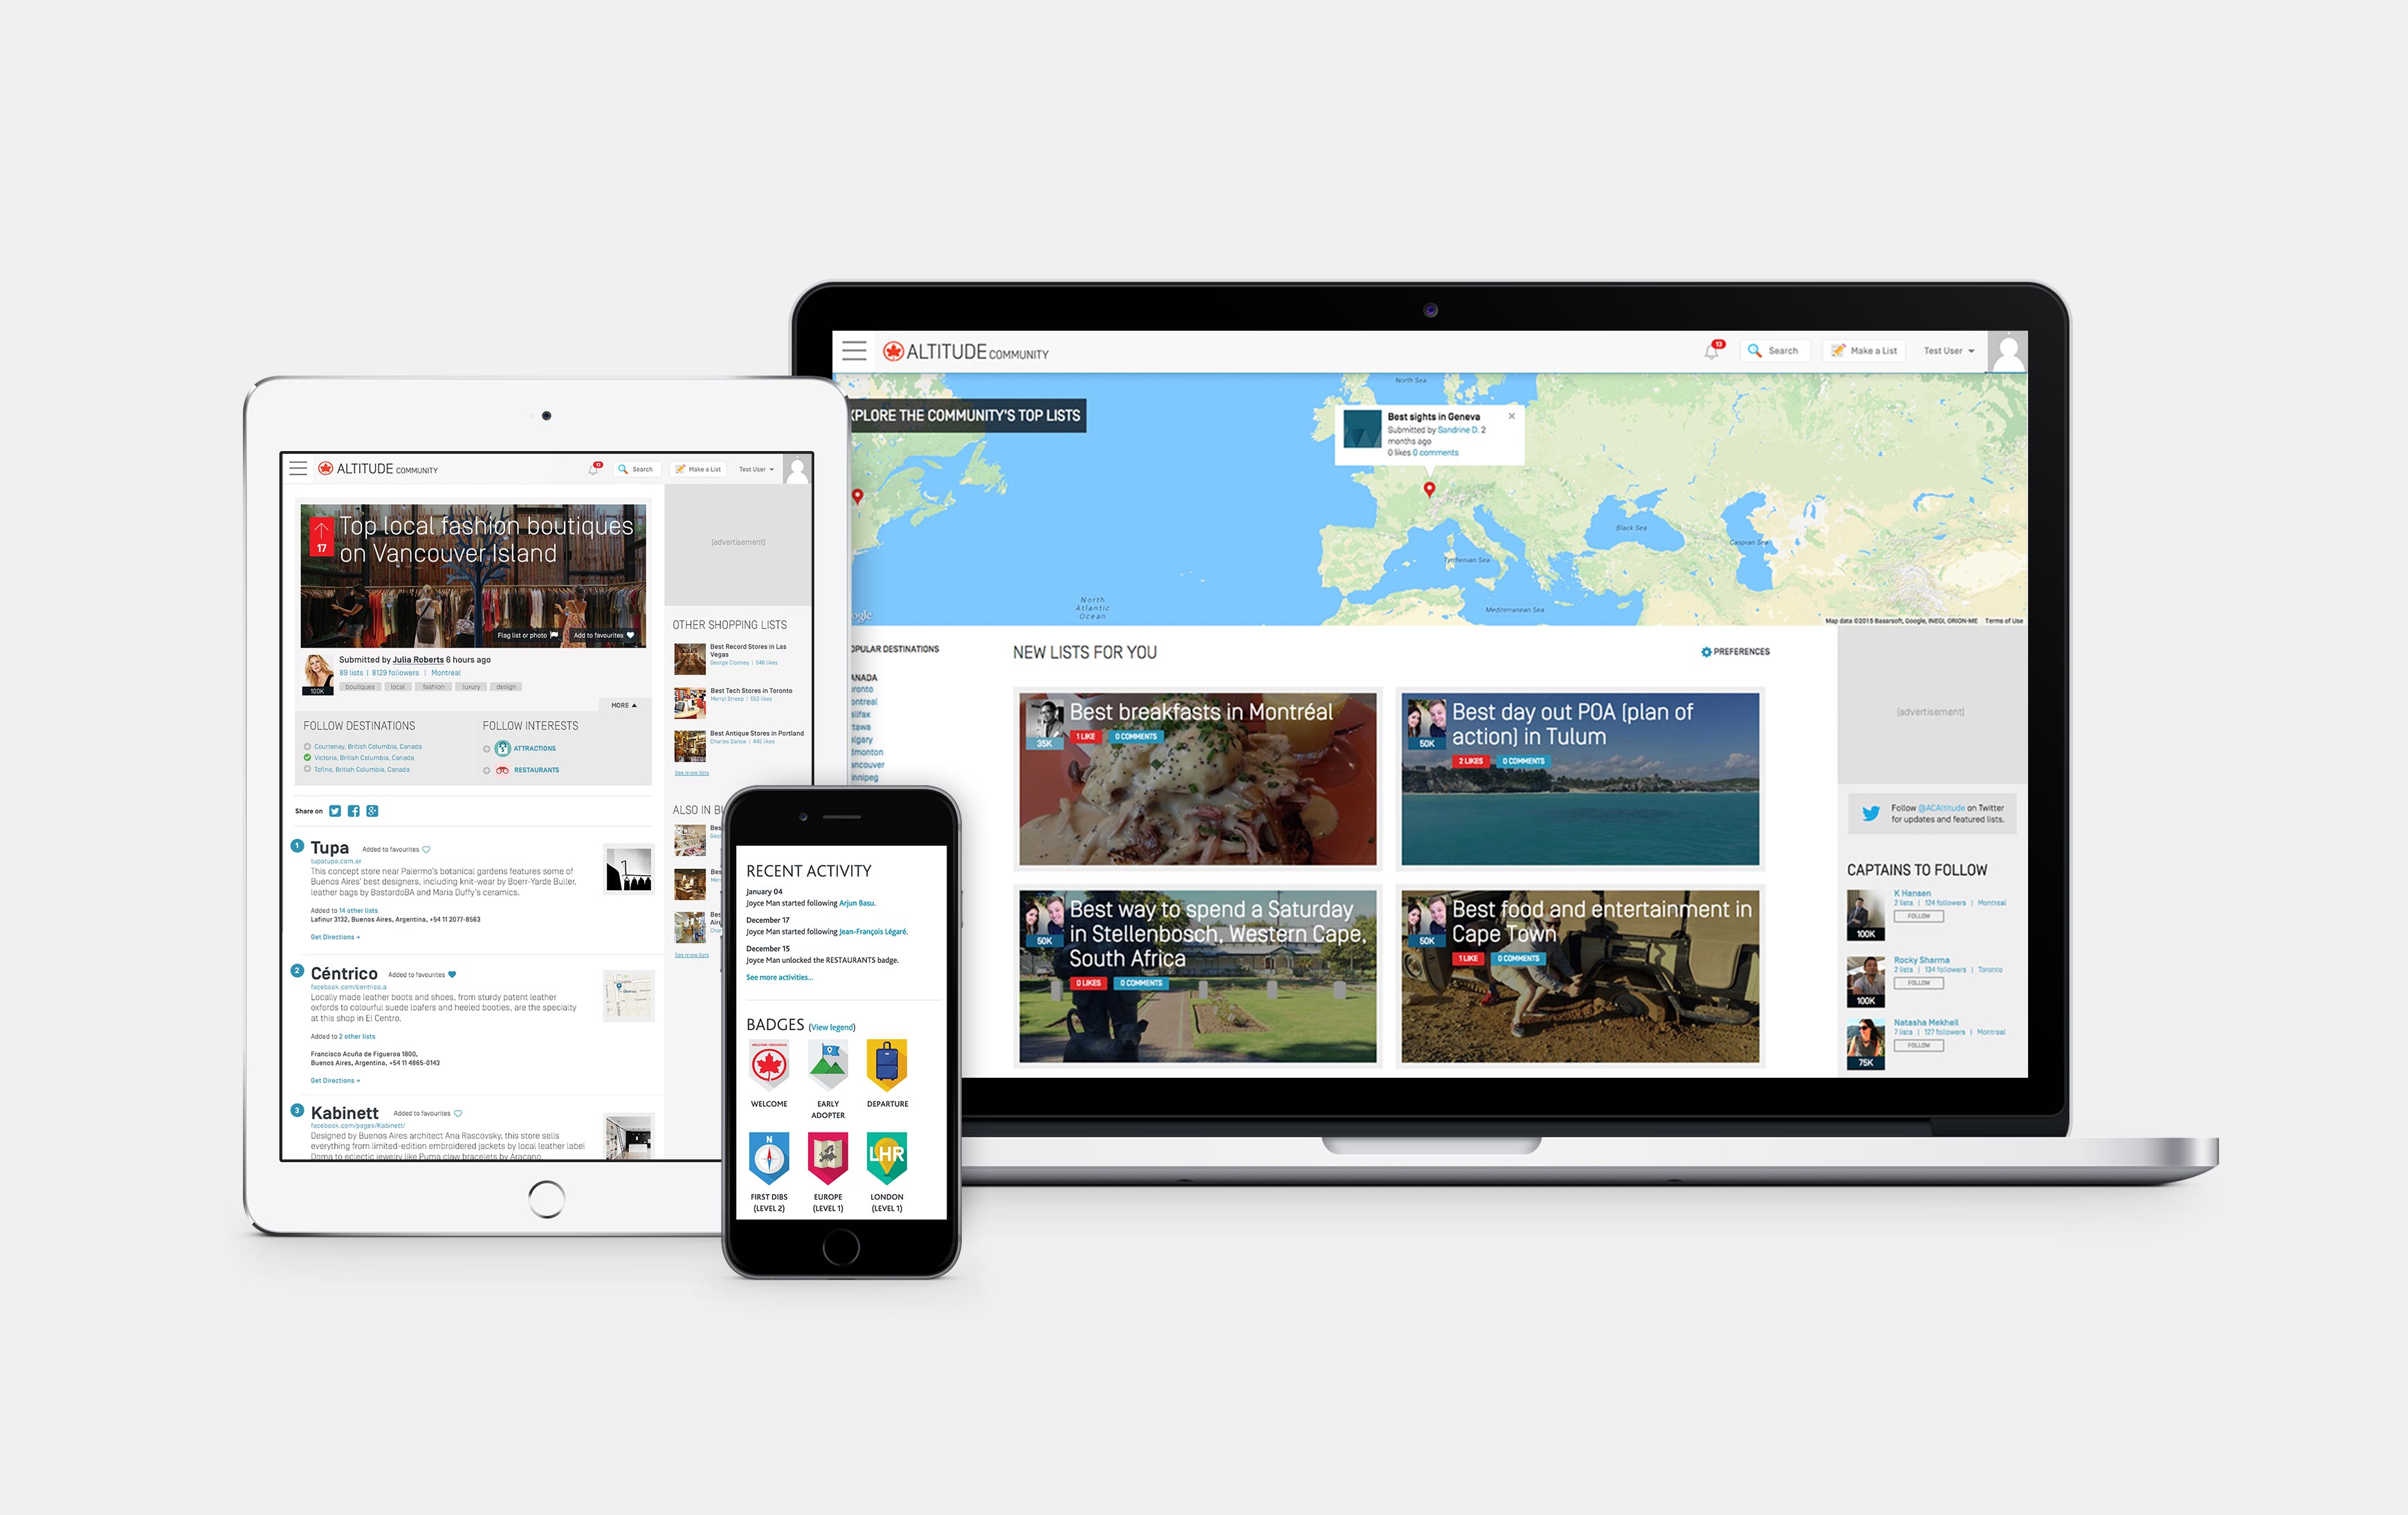 ALTITUDE COMMUNITY
13
Search
Make a List
Test User
Top local fashion boutiques
on Vancouver Island
17
Flag list or photo
Add to favourites
Submitted by Julia Roberts 6 hours ago
89 lists | 8129 followers | Montreal
100K
boutiques local fashion luxury design
MORE
FOLLOW DESTINATIONS
Courtenay, British Columbia, Canada
Victoria, British Columbia, Canada
Tofino, British Columbia, Canada
FOLLOW INTERESTS
ATTRACTIONS
RESTAURANTS
Share on
1 Tupa Added to favourites
tupatupa.com.ar
This concept store near Palermo's botanical gardens features some of
Buenos Aires' best designers, including knit-wear by Boerr-Yarde Buller,
leather bags by BastardoBA and Maria Duffy's ceramics.
Added to 14 other lists
Lafinur 3132, Buenos Aires, Argentina, +54 11 2077-8563
Get Directions
2 Céntrico Added to favourites
facebook.com/centrico.a
Locally made leather boots and shoes, from sturdy patent leather
oxfords to colourful suede loafers and heeled booties, are the specialty
at this shop in El Centro.
Added to 2 other lists
Francisco Acuña de Figueroa 1800,
Buenos Aires, Argentina, +54 11 4865-0143
Get Directions
3 Kabinett Added to favourites
facebook.com/pages/Kabinett/
Designed by Buenos Aires architect Ana Rascovsky, this store sells
everything from limited-edition embroidered jackets by local leather label
Doma to eclectic jewelry like Puma claw bracelets by Aracano.
[advertisement]
OTHER SHOPPING LISTS
Best Record Stores in Las
Vegas
George Clooney | 646 likes
Best Tech Stores in Toronto
Merryl Streep | 552 likes
Best Antique Stores in Portland
Charles Dance | 445 likes
See more lists
ALSO IN BU
See more lists
RECENT ACTIVITY
January 04
Joyce Man started following Arjun Basu.
December 17
Joyce Man started following Jean-François Légaré.
December 15
Joyce Man unlocked the RESTAURANTS badge.
See more activities...
BADGES (View legend)
WELCOME
EARLY
ADOPTER
DEPARTURE
N
LHR
FIRST DIBS
(LEVEL 2)
EUROPE
(LEVEL 1)
LONDON
(LEVEL 1)
ALTITUDE COMMUNITY
13
Search
Make a List
Test User
XPLORE THE COMMUNITY'S TOP LISTS
Best sights in Geneva
Submitted by Sandrine D. 2
months ago
0 likes 0 comments
North Sea
Black Sea
Caspian Sea
Tyrrhenian Sea
Mediterranean Sea
North
Atlantic
Ocean
ogle
Map data ©2015 Basarsoft, Google, INEGI, ORION-ME Terms of Use
OPULAR DESTINATIONS
ANADA
ronto
ontreal
alifax
tawa
algary
dmonton
ancouver
innipeg
NEW LISTS FOR YOU
PREFERENCES
Best breakfasts in Montréal
35K
1 LIKE
0 COMMENTS
Best day out POA (plan of
action) in Tulum
50K
2 LIKES
0 COMMENTS
Best way to spend a Saturday
in Stellenbosch, Western Cape,
South Africa
50K
0 LIKES
0 COMMENTS
Best food and entertainment in
Cape Town
50K
1 LIKE
0 COMMENTS
[advertisement]
Follow @ACAltitude on Twitter
for updates and featured lists.
CAPTAINS TO FOLLOW
K Hansen
2 lists | 124 followers | Montreal
FOLLOW
100K
Rocky Sharma
2 lists | 134 followers | Toronto
FOLLOW
100K
Natasha Mekhail
7 lists | 127 followers | Montreal
FOLLOW
75K